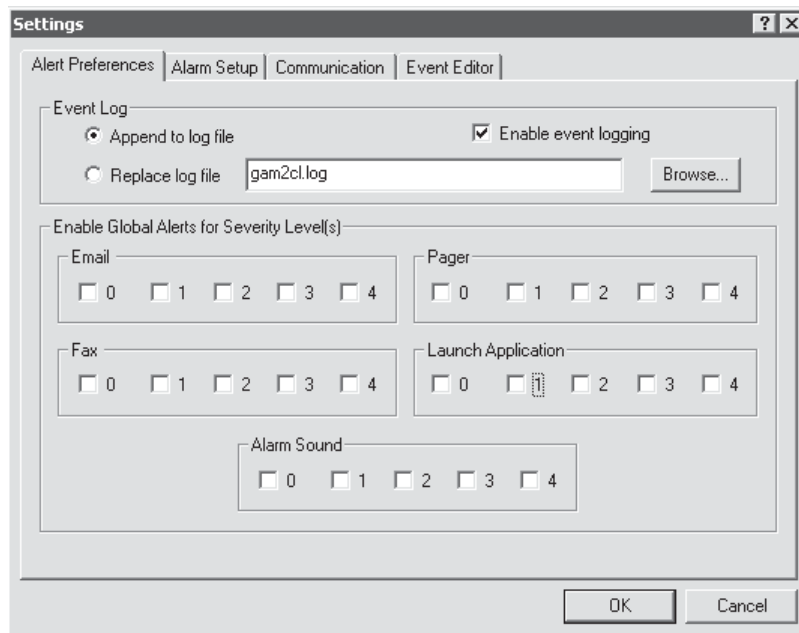 Settings
Alert Preferences Alarm Setup Communication Event Editor
Event Log
Append to log file Enable event logging
Replace log file gam2cl.log Browse...
Enable Global Alerts for Severity Level(s)
Email Pager
0 1 2 3 4 0 1 2 3 4
Fax Launch Application
0 1 2 3 4 0 1 2 3 4
Alarm Sound
0 1 2 3 4
OK Cancel